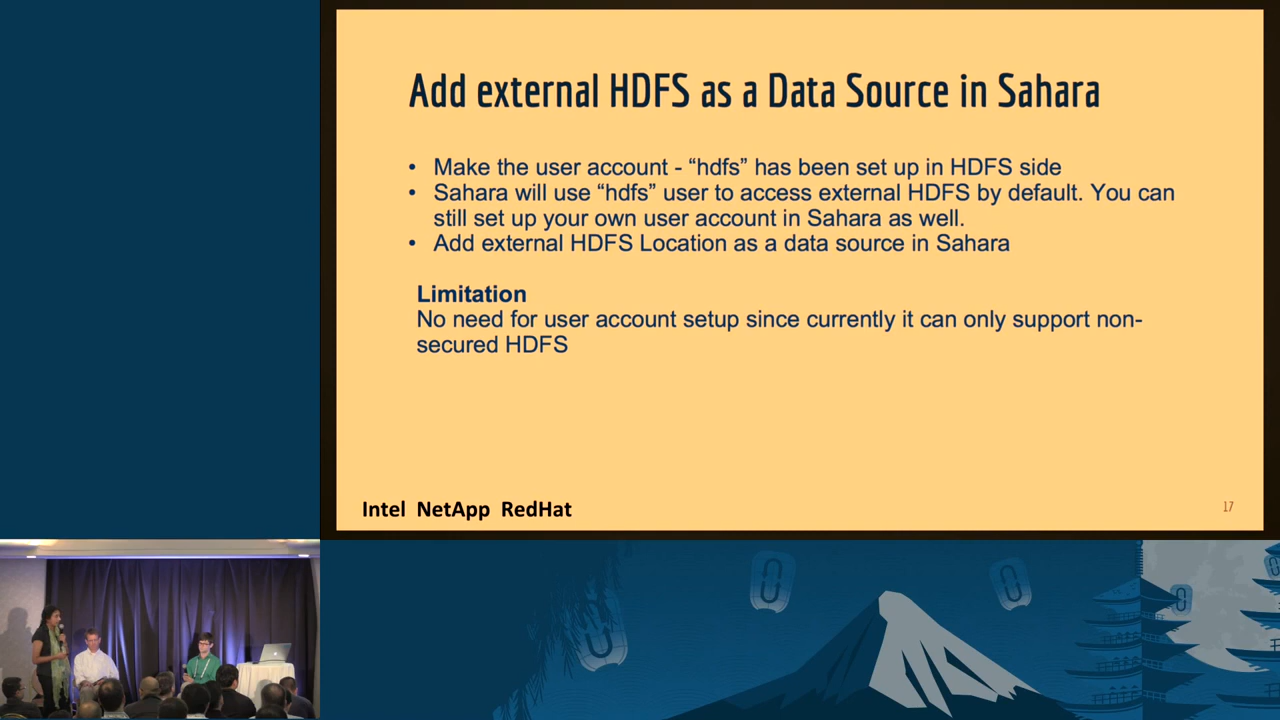 Add external HDFS as a Data Source in Sahara
• Make the user account - “hdfs” has been set up in HDFS side
• Sahara will use “hdfs” user to access external HDFS by default. You can
still set up your own user account in Sahara as well.
• Add external HDFS Location as a data source in Sahara
Limitation
No need for user account setup since currently it can only support non-
secured HDFS
Intel NetApp RedHat
17